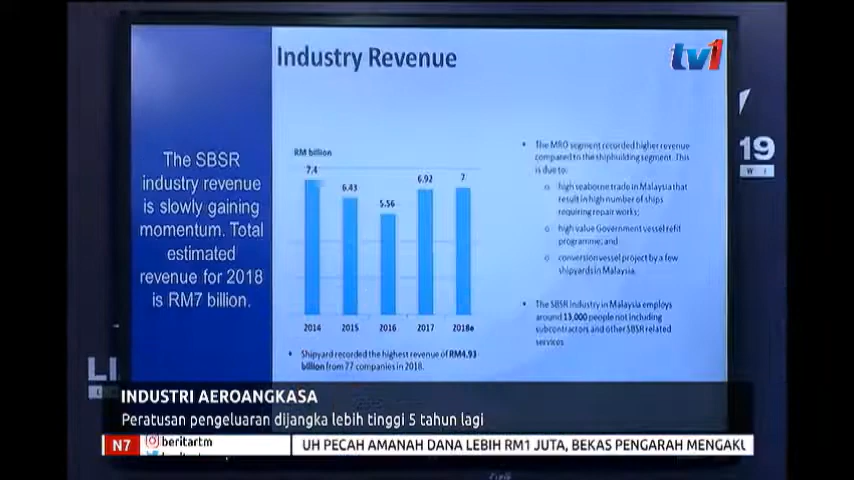 Industry Revenue
tv1
The SBSR
industry revenue
is slowly gaining
momentum. Total
estimated
revenue for 2018
is RM7 billion.
RM billion
7.4
6.43
5.56
6.92
7
2014
2015
2016
2017
2018e
• Shipyard recorded the highest revenue of RM4.93
billion from 77 companies in 2018.
• The MRO segment recorded higher revenue
compared to the shipbuilding segment. This
is due to:
o high seaborne trade in Malaysia that
result in high number of ships
requiring repair works;
o high value Government vessel refit
programme; and
o conversion vessel project by a few
shipyards in Malaysia.
• The SBSR industry in Malaysia employs
around 13,000 people not including
subcontractors and other SBSR related
services.
19
LI
INDUSTRI AEROANGKASA
Peratusan pengeluaran dijangka lebih tinggi 5 tahun lagi
N7
beritartm
UH PECAH AMANAH DANA LEBIH RM1 JUTA, BEKAS PENGARAH MENGAKU